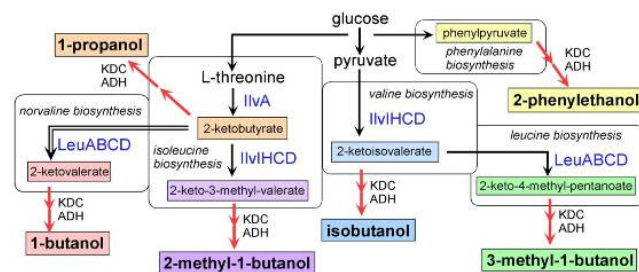 glucose
1-propanol
KDC
ADH
L-threonine
pyruvate
phenylpyruvate
phenylalanine
biosynthesis
KDC
ADH
2-phenylethanol
norvaline biosynthesis
IlvA
valine biosynthesis
LeuABCD
2-ketobutyrate
IlvIHCD
leucine biosynthesis
2-ketovalerate
isoleucine
biosynthesis
IlvIHCD
2-ketoisovalerate
LeuABCD
2-keto-3-methyl-valerate
2-keto-4-methyl-pentanoate
KDC
ADH
KDC
ADH
KDC
ADH
KDC
ADH
1-butanol
2-methyl-1-butanol
isobutanol
3-methyl-1-butanol